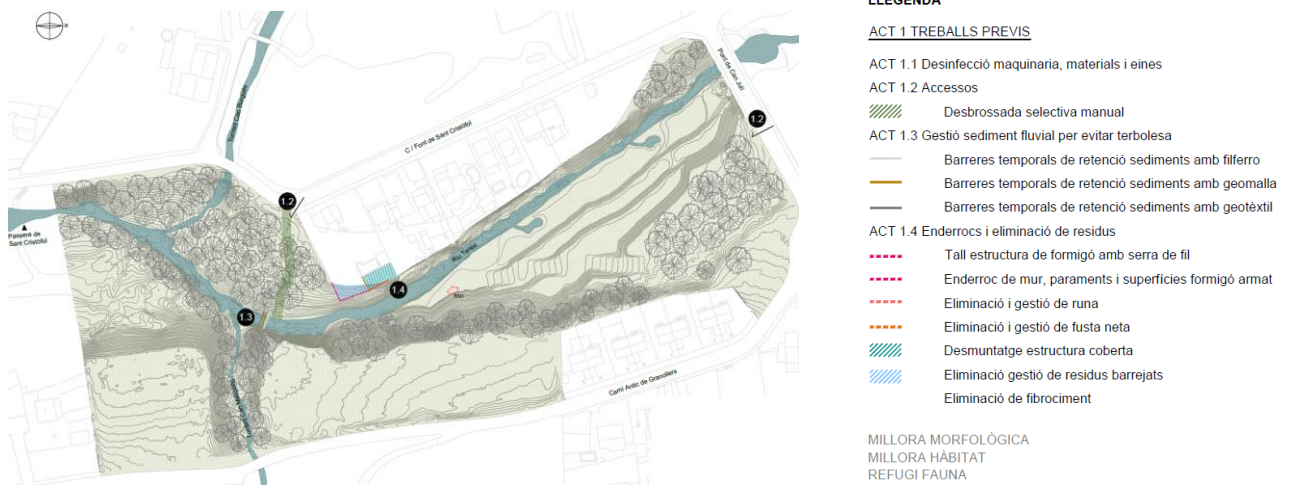 LLEGENDA
ACT 1 TREBALLS PREVIS
ACT 1.1 Desinfecció maquinaria, materials i eines
ACT 1.2 Accessos
Desbrossada selectiva manual
ACT 1.3 Gestió sediment fluvial per evitar terbolesa
Barreres temporals de retenció sediments amb filferro
Barreres temporals de retenció sediments amb geomalla
Barreres temporals de retenció sediments amb geotèxtil
ACT 1.4 Enderrocs i eliminació de residus
Tall estructura de formigó amb serra de fil
Enderroc de mur, paraments i superfícies formigó armat
Eliminació i gestió de runa
Eliminació i gestió de fusta neta
Desmuntatge estructura coberta
Eliminació gestió de residus barrejats
Eliminación de fibrociment
MILLORA MORFOLÒGICA
MILLORA HÀBITAT
REFUGI FAUNA
Pont de Can Juli
1.2
C / Font de Sant Cristòfol
1.2
Passera de
Sant Cristòfol
Riu Tenes
1.4
1.3
Camí Antic de Granollers